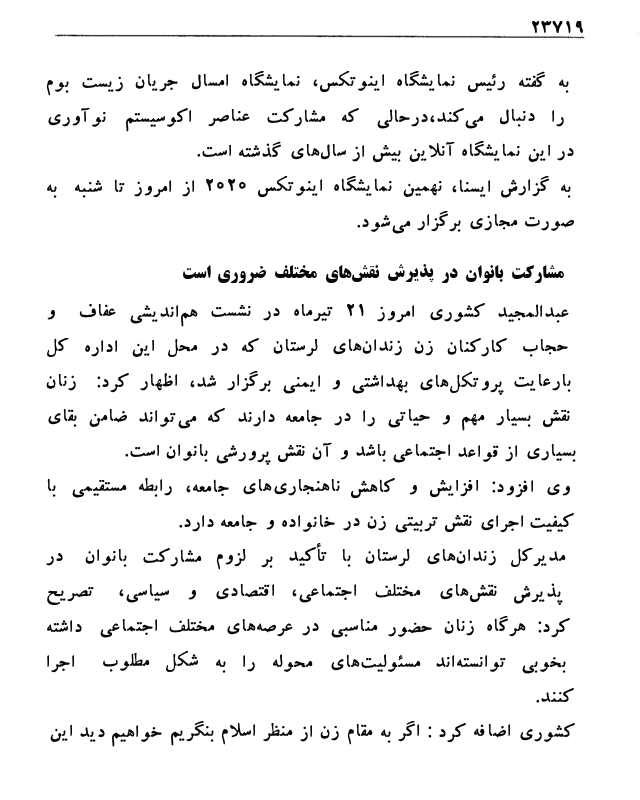 ۲۳۷۱۹
به گفته رئیس نمایشگاه اینوتکس، نمایشگاه امسال جریان زیست بوم
را دنبال می‌کند،درحالی که مشارکت عناصر اکوسیستم نوآوری
در این نمایشگاه آنلاین بیش از سال‌های گذشته است.
به گزارش ایسنا، نهمین نمایشگاه اینوتکس ۲۰۲۰ از امروز تا شنبه به
صورت مجازی برگزار می‌شود.
مشارکت بانوان در پذیرش نقش‌های مختلف ضروری است
عبدالمجید کشوری امروز ۲۱ تیرماه در نشست هم‌اندیشی عفاف و
حجاب کارکنان زن زندان‌های لرستان که در محل این اداره کل
بارعایت پروتکل‌های بهداشتی و ایمنی برگزار شد، اظهار کرد: زنان
نقش بسیار مهم و حیاتی را در جامعه دارند که می‌تواند ضامن بقای
بسیاری از قواعد اجتماعی باشد و آن نقش پرورشی بانوان است.
وی افزود: افزایش و کاهش ناهنجاری‌های جامعه، رابطه مستقیمی با
کیفیت اجرای نقش تربیتی زن در خانواده و جامعه دارد.
مدیرکل زندان‌های لرستان با تأکید بر لزوم مشارکت بانوان در
پذیرش نقش‌های مختلف اجتماعی، اقتصادی و سیاسی، تصریح
کرد: هرگاه زنان حضور مناسبی در عرصه‌های مختلف اجتماعی داشته
بخوبی توانسته‌اند مسئولیت‌های محوله را به شکل مطلوب اجرا
کنند.
کشوری اضافه کرد : اگر به مقام زن از منظر اسلام بنگریم خواهیم دید این